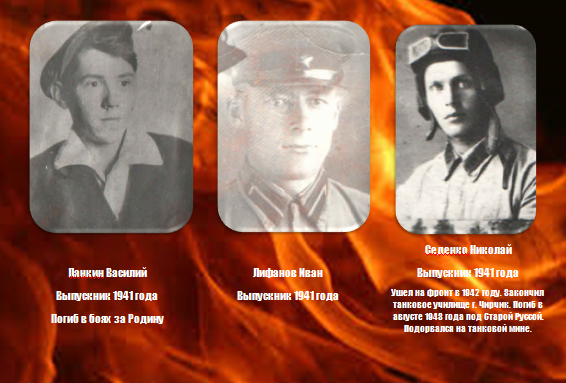 Ланкин Василий
Выпускник 1941 года
Погиб в боях за Родину
Лифанов Иван
Выпускник 1941 года
Седенко Николай
Выпускник 1941 года
Ушел на фронт в 1942 году. Закончил
танковое училище г. Чирчик. Погиб в
августе 1943 года под Старой Руссой.
Подорвался на танковой мине.